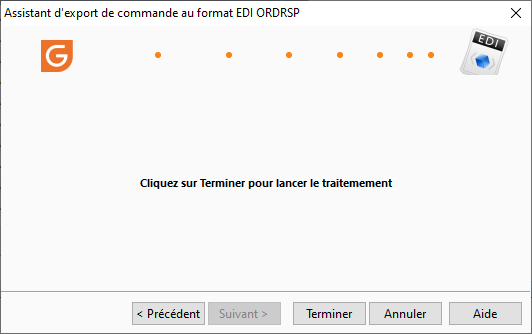 Assistant d'export de commande au format EDI ORDRSP
G
EDI
Cliquez sur Terminer pour lancer le traitemement
< Précédent
Suivant >
Terminer
Annuler
Aide